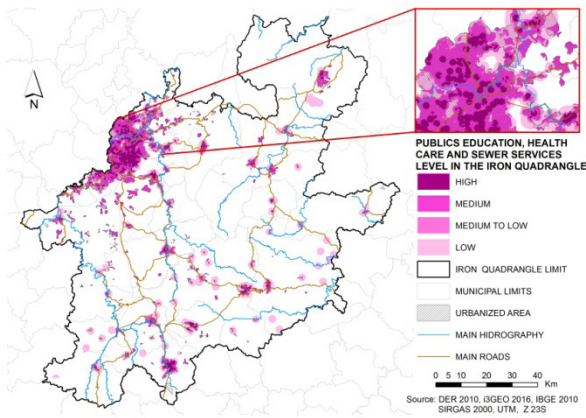 N
PUBLICS EDUCATION, HEALTH
CARE AND SEWER SERVICES
LEVEL IN THE IRON QUADRANGLE
HIGH
MEDIUM
MEDIUM TO LOW
LOW
IRON QUADRANGLE LIMIT
MUNICIPAL LIMITS
URBANIZED AREA
MAIN HIDROGRAPHY
MAIN ROADS
0 5 10 20 30 40
Km
Source: DER 2010, i3GEO 2016, IBGE 2010
SIRGAS 2000, UTM, Z 23S